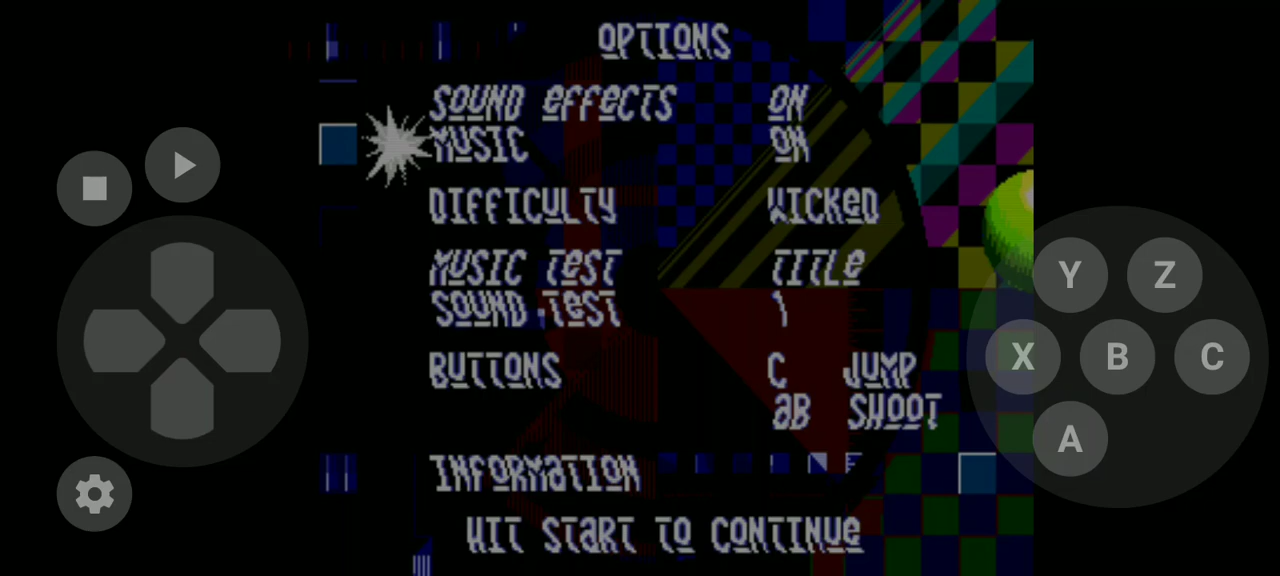 OPTIONS
SOUND EFFECTS ON
MUSIC ON
DIFFICULTY WICKED
MUSIC TEST TITLE
SOUND TEST 1
BUTTONS C JUMP
AB SHOOT
INFORMATION
HIT START TO CONTINUE
Y Z
X B C
A